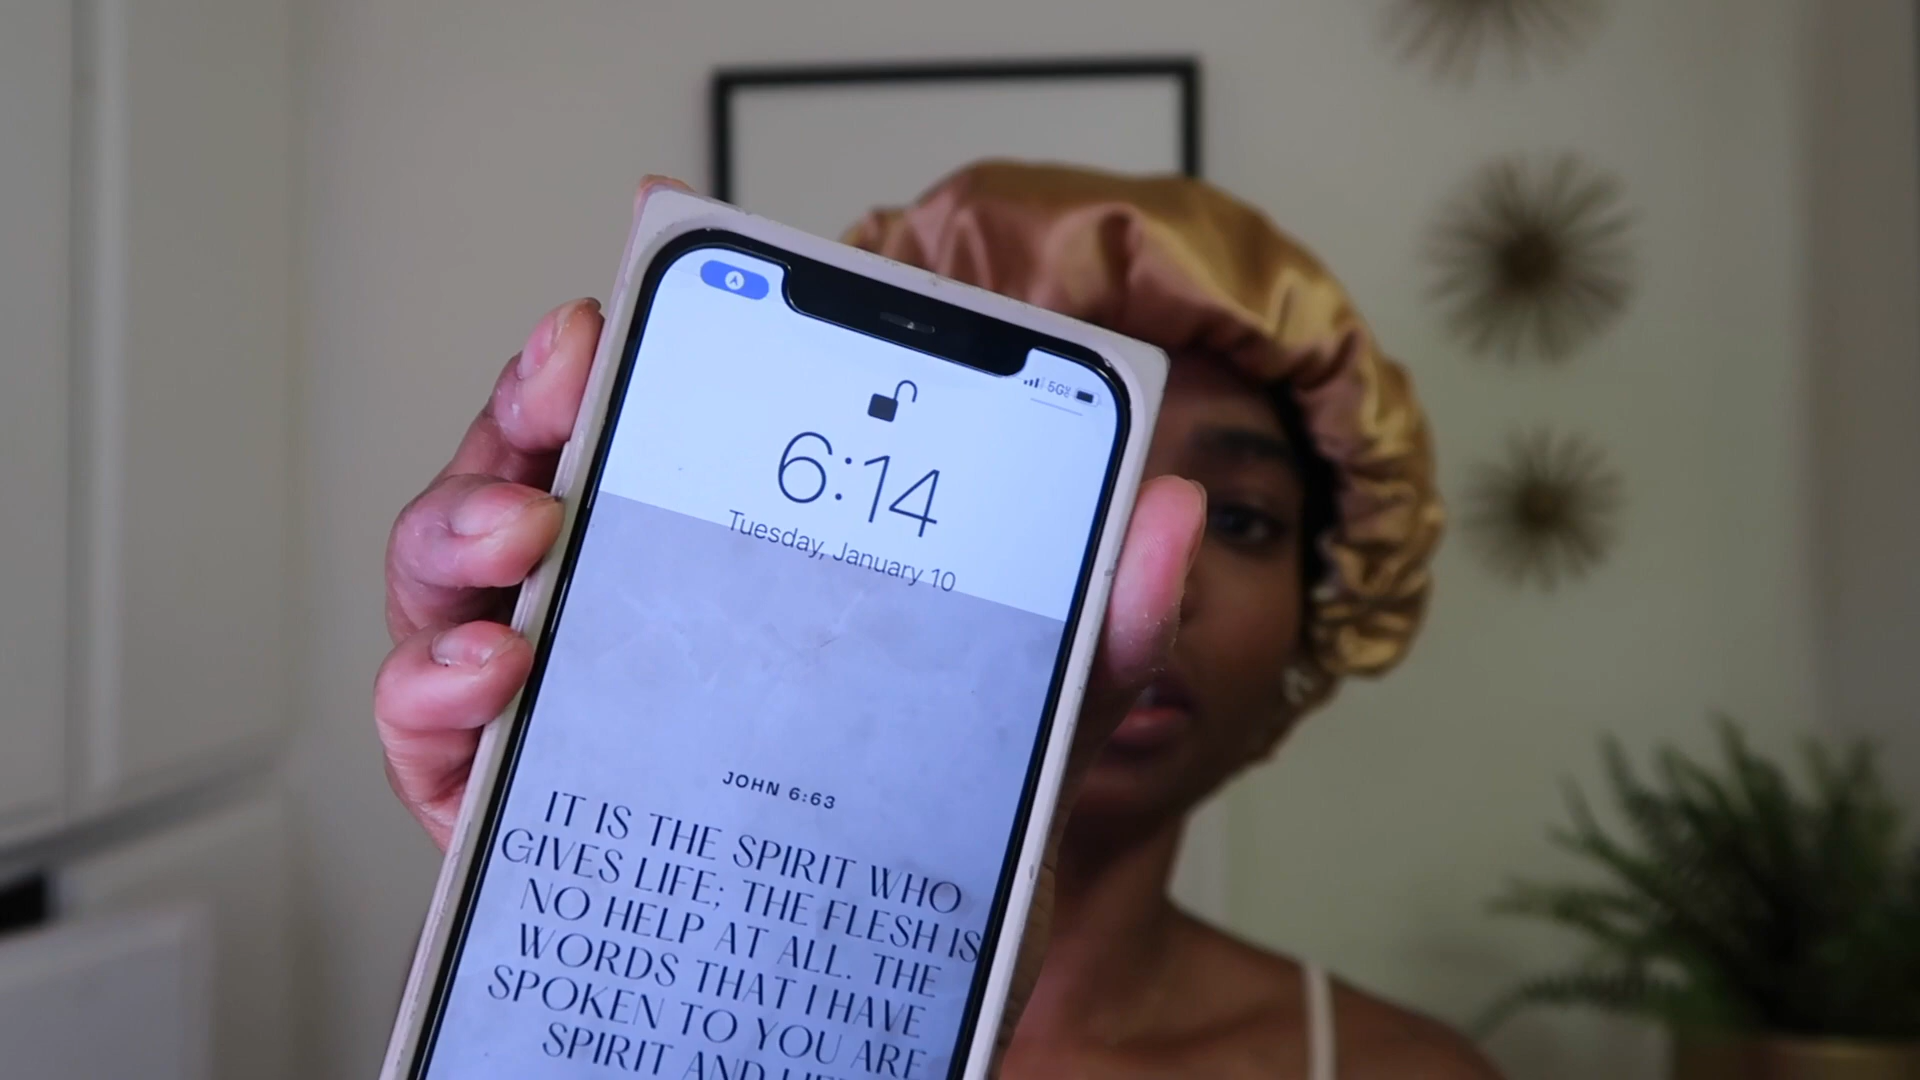 5G
6:14
Tuesday, January 10
JOHN 6:63
IT IS THE SPIRIT WHO
GIVES LIFE; THE FLESH IS
NO HELP AT ALL. THE
WORDS THAT I HAVE
SPOKEN TO YOU ARE
SPIRIT AND